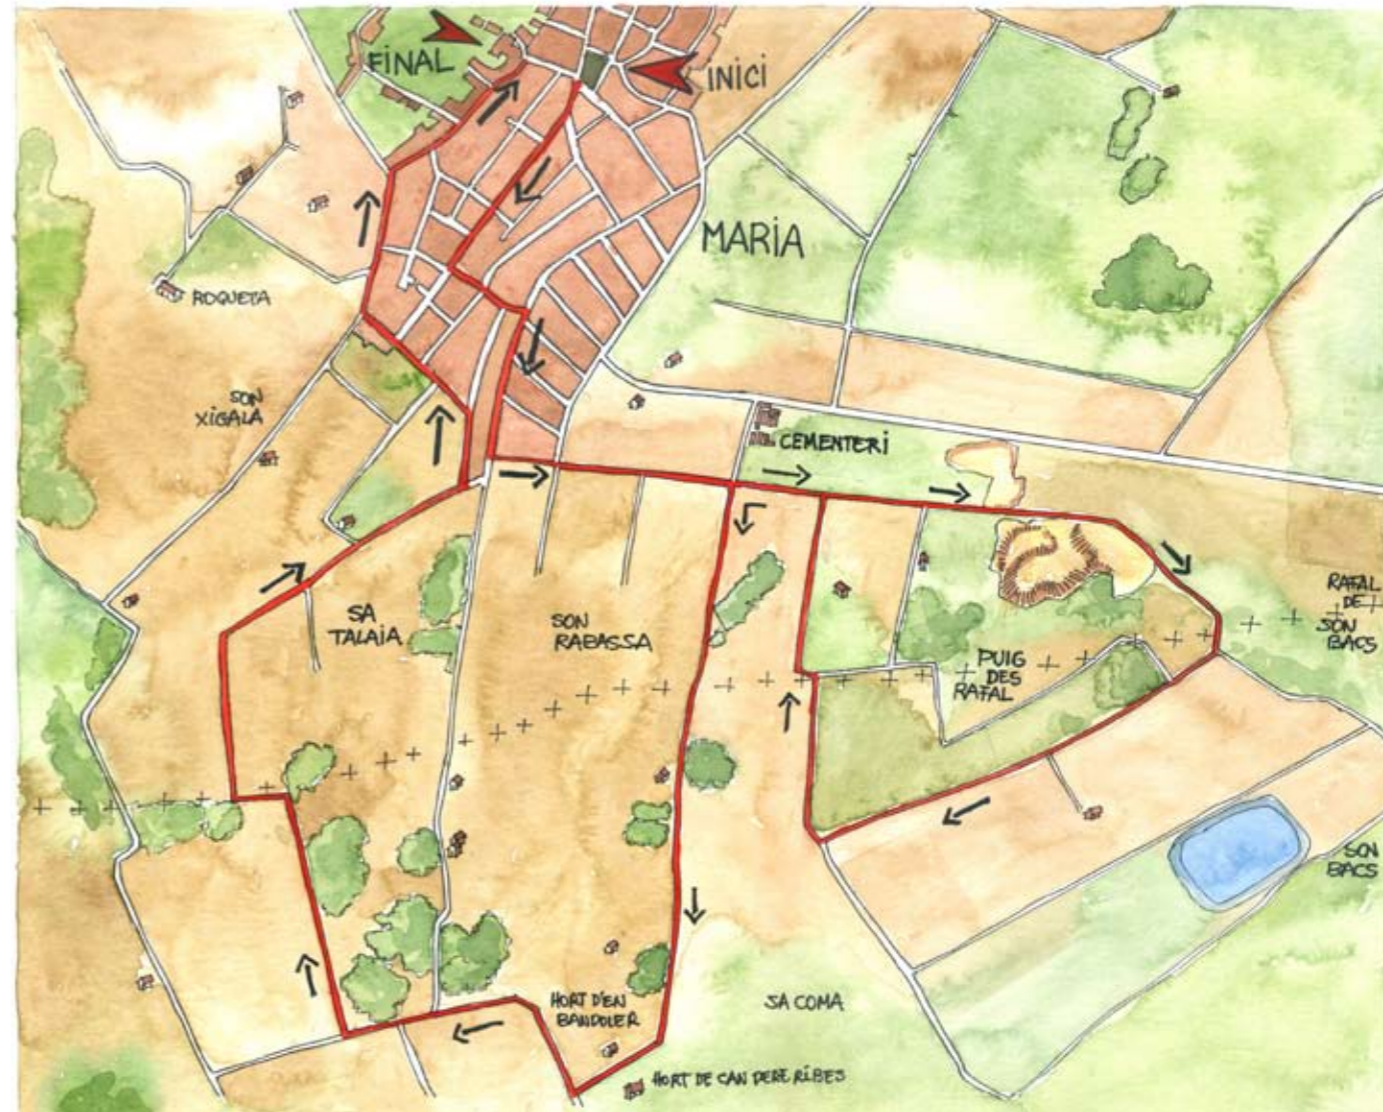 FINAL
INICI
MARIA
ROQUETA
SON
XIGALA
CEMENTERI
SA
TALAIA
SON
RABASSA
RAFAL
DE
SON
BACS
PUIG
DES
RAFAL
SON
BACS
HORT D'EN
BANDOLER
SA COMA
HORT DE CAN PERE RIBES